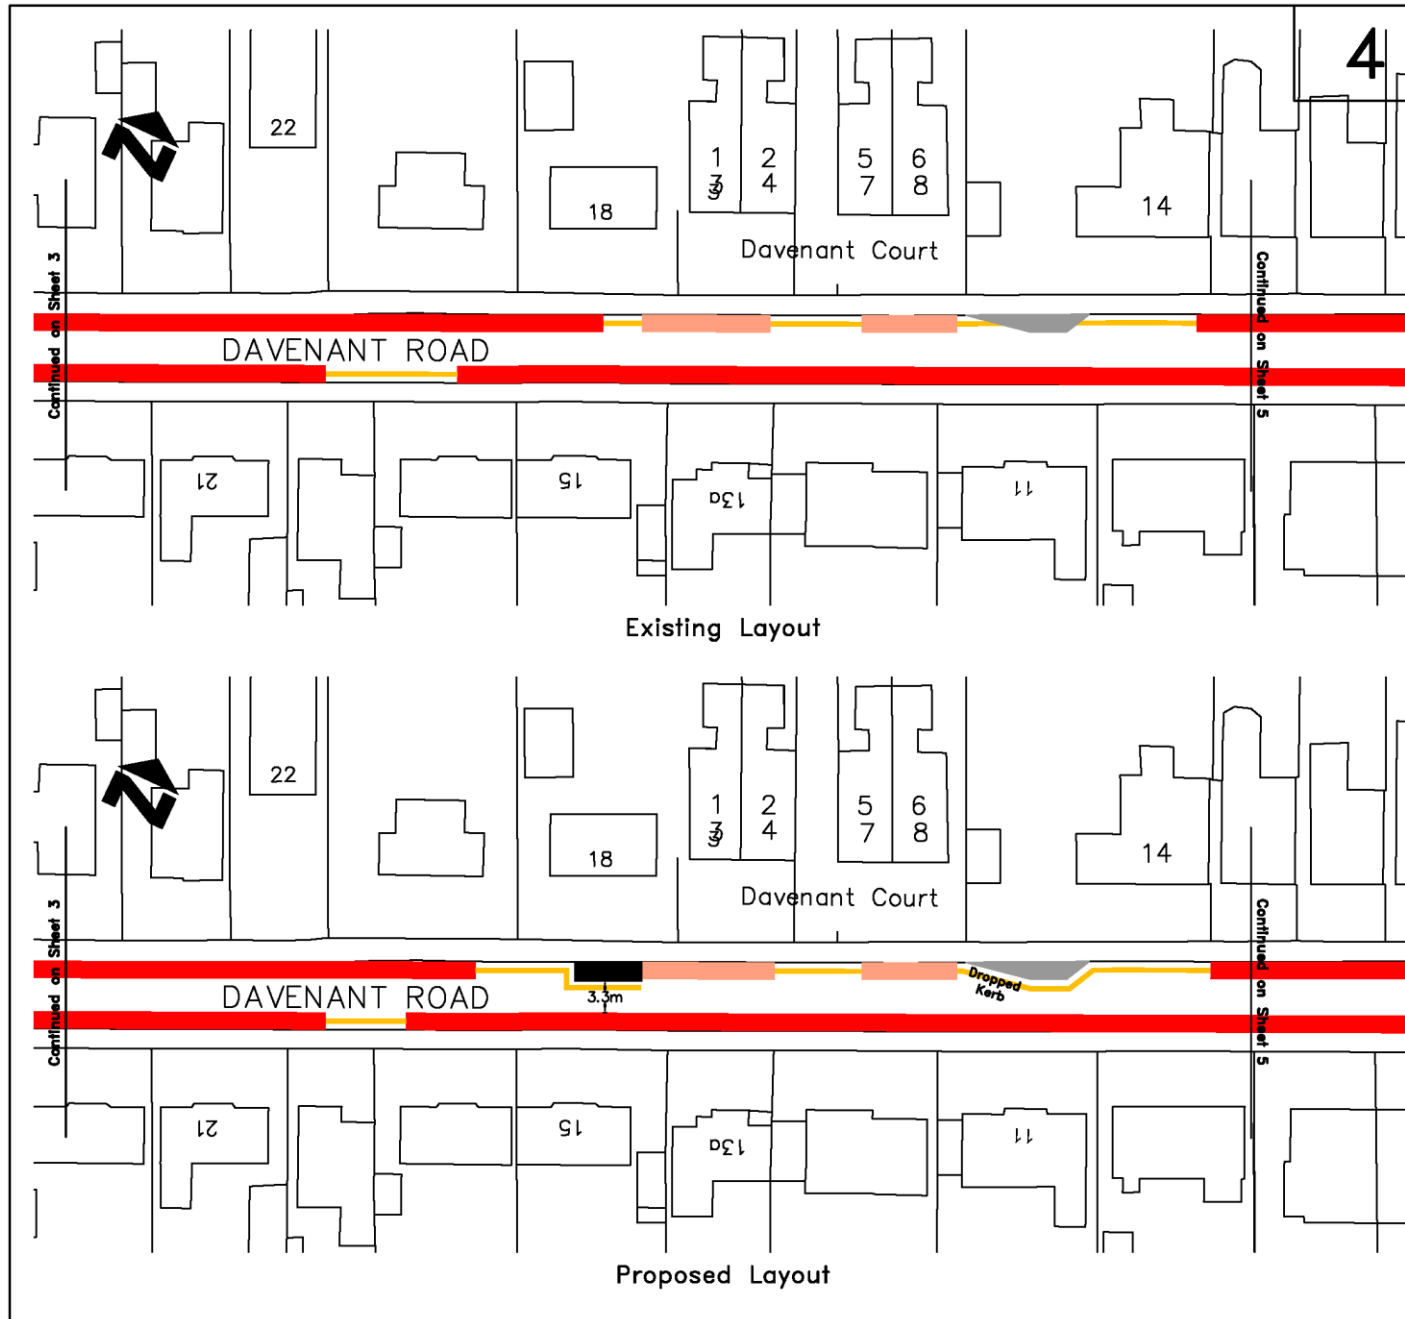 4
22
18
1 2
3 4
9
5 6
7 8
14
Davenant Court
Continued on Sheet 3
Continued on Sheet 5
DAVENANT ROAD
21
15
13a
11
Existing Layout
N
22
18
1 2
3 4
9
5 6
7 8
14
Davenant Court
Continued on Sheet 3
Continued on Sheet 5
Dropped
Kerb
DAVENANT ROAD
3.3m
21
15
13a
11
Proposed Layout
N